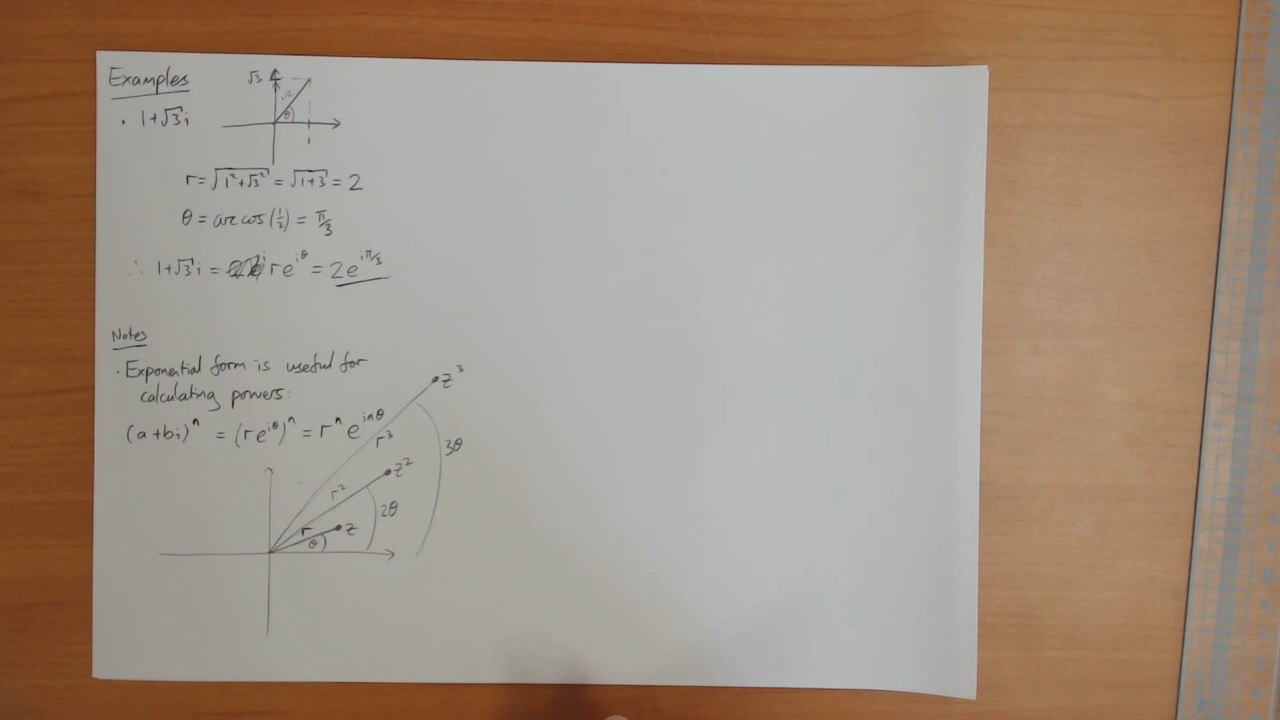 Examples
√3
r=2
θ
1
· 1+√3i
r=√(1²+√3²) = √(1+3) = 2
θ = arccos(1/2) = π/3
∴ 1+√3i = re^(iθ) = 2e^(iπ/3)
Notes
· Exponential form is useful for
calculating powers:
(a+bi)ⁿ = (re^(iθ))ⁿ = rⁿe^(inθ)
z³
r³
3θ
z²
r²
2θ
r
z
θ